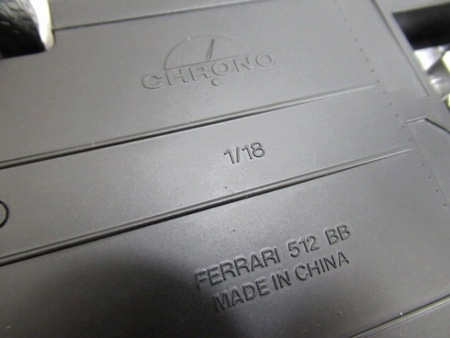 CHRONO
1/18
FERRARI 512 BB
MADE IN CHINA